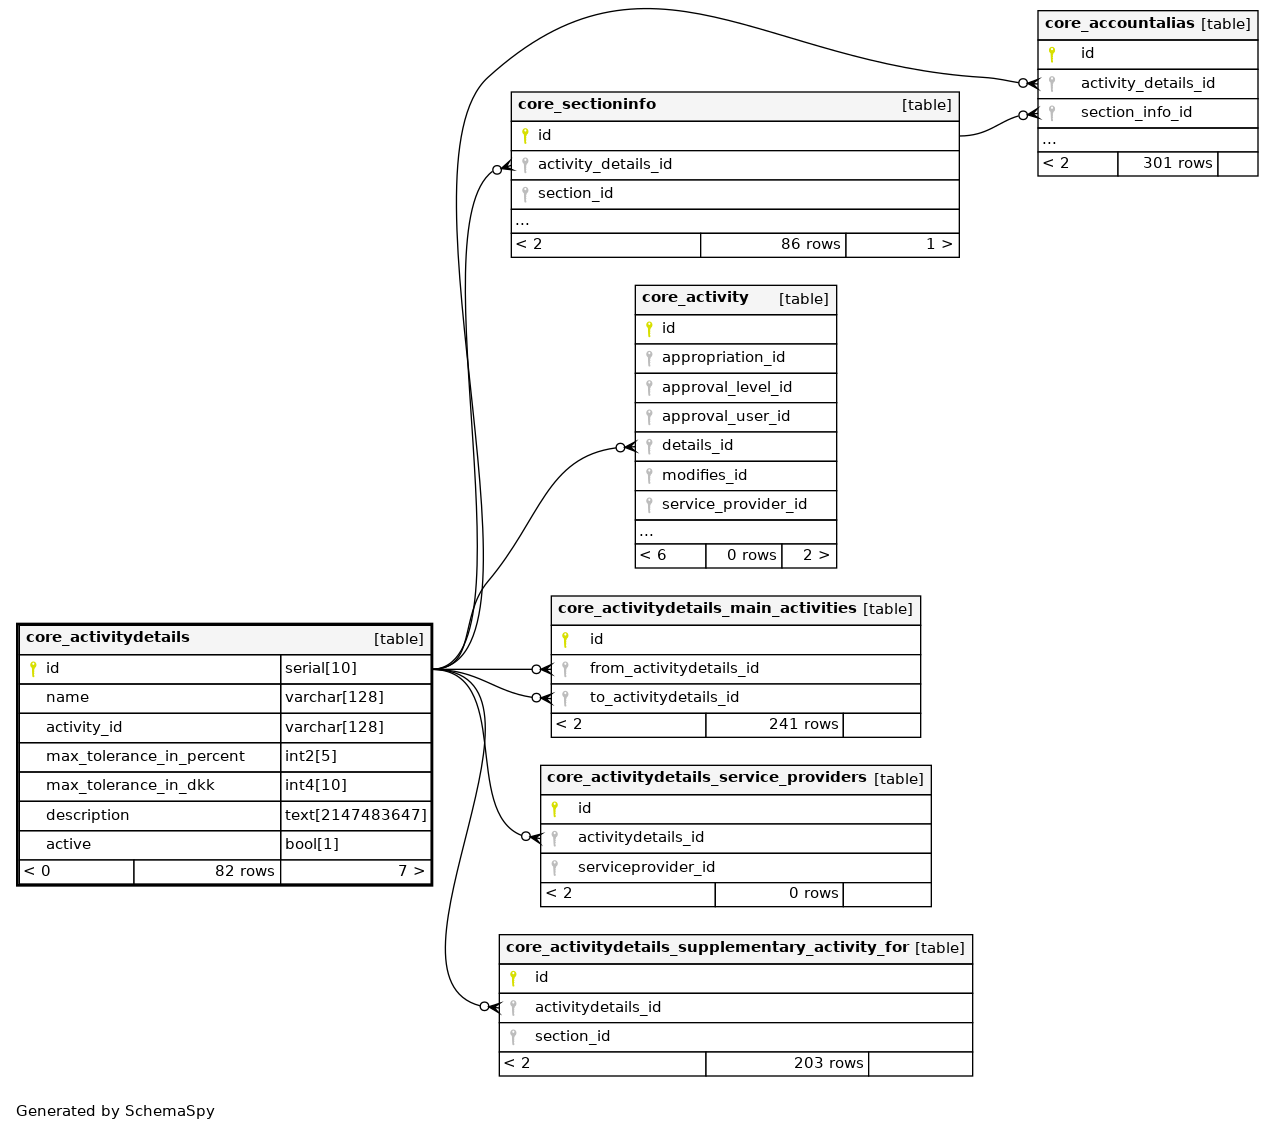 core_accountalias [table]
id
activity_details_id
section_info_id
...
< 2 301 rows
core_sectioninfo [table]
id
activity_details_id
section_id
...
< 2 86 rows 1 >
core_activity [table]
id
appropriation_id
approval_level_id
approval_user_id
details_id
modifies_id
service_provider_id
...
< 6 0 rows 2 >
core_activitydetails [table]
id serial[10]
name varchar[128]
activity_id varchar[128]
max_tolerance_in_percent int2[5]
max_tolerance_in_dkk int4[10]
description text[2147483647]
active bool[1]
< 0 82 rows 7 >
core_activitydetails_main_activities [table]
id
from_activitydetails_id
to_activitydetails_id
< 2 241 rows
core_activitydetails_service_providers [table]
id
activitydetails_id
serviceprovider_id
< 2 0 rows
core_activitydetails_supplementary_activity_for [table]
id
activitydetails_id
section_id
< 2 203 rows
Generated by SchemaSpy